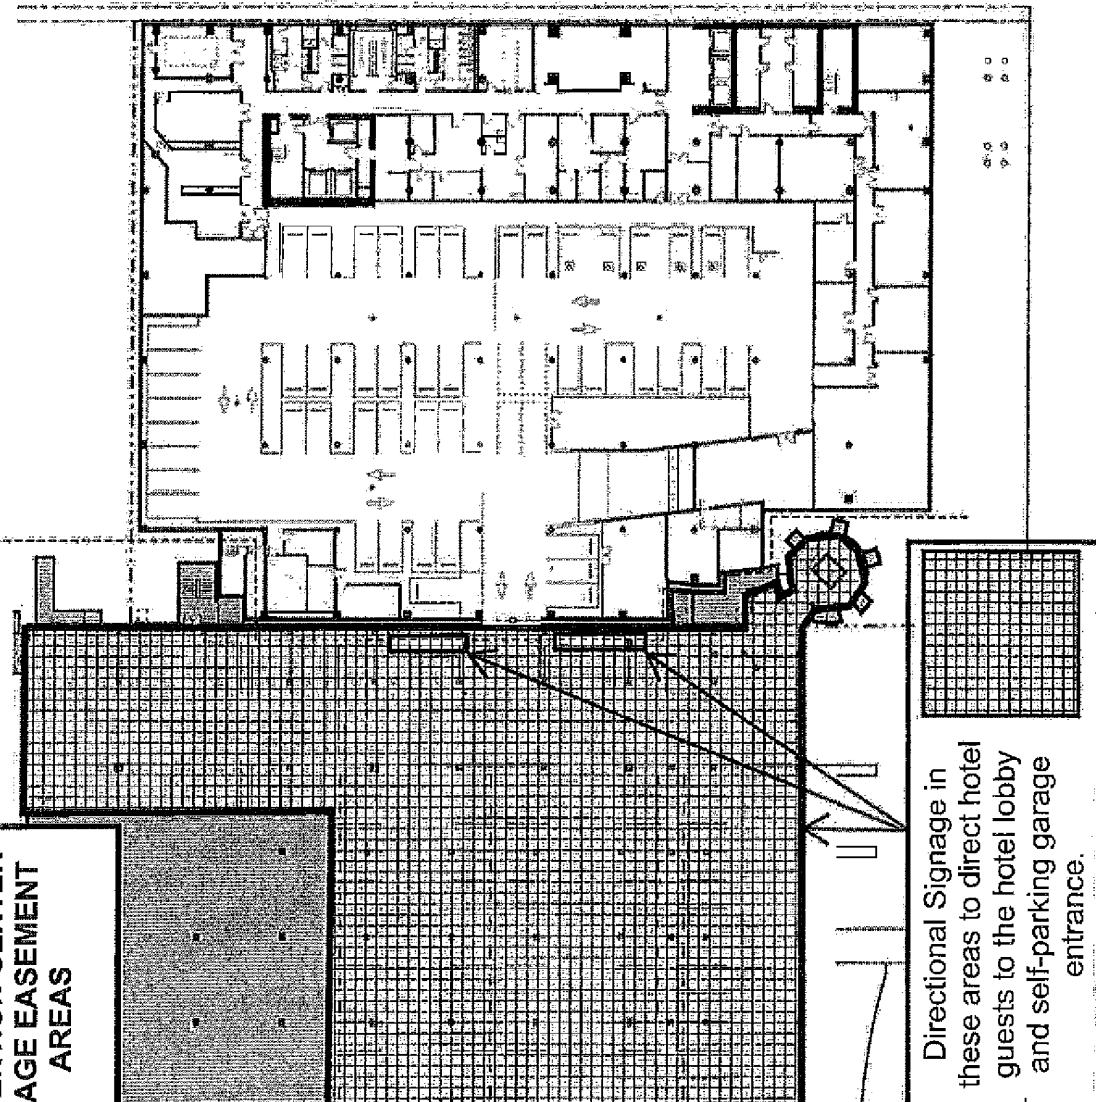 AGE EASEMENT
AREAS
Directional Signage in
these areas to direct hotel
guests to the hotel lobby
and self-parking garage
entrance.